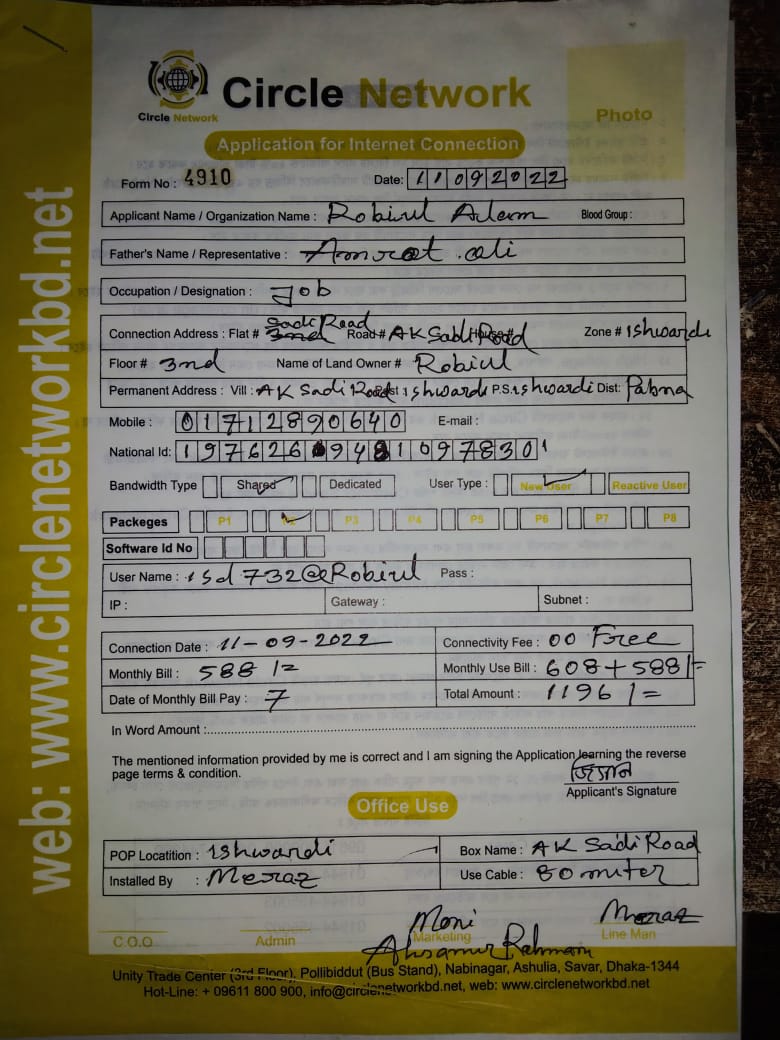 Circle Network
Circle Network
Photo
Application for Internet Connection
Form No : 4910 Date: 11092022
Applicant Name / Organization Name : Robiul Alam Blood Group :
Father's Name / Representative : Amrot .ali
Occupation / Designation : Job
Connection Address : Flat # Sadi Road Road # AK Sadi Road House # Zone # ishwardi
Floor # 3nd Name of Land Owner # Robiul
Permanent Address : Vill : AK Sadi Road Post : ishwardi P.S. ishwardi Dist: Pabna
Mobile : 01712890640 E-mail :
National Id:
Bandwidth Type Shared Dedicated User Type : New User Reactive User
Packeges P1 P2 P3 P4 P5 P6 P7 P8
Software Id No
User Name : isd732@Robiul Pass :
IP : Gateway : Subnet :
Connection Date : 11-09-2022 Connectivity Fee : 00 Free
Monthly Bill : 588/= Monthly Use Bill : 608+588/=
Date of Monthly Bill Pay : 7 Total Amount : 1196/=
In Word Amount :
The mentioned information provided by me is correct and I am signing the Application learning the reverse
page terms & condition.
Applicant's Signature
Office Use
POP Locatition : ishwardi Box Name : AK Sadi Road
Installed By : Meraz Use Cable : 80 miter
Moni Meraz
C.O.O Admin Marketing Line Man
Ahsanur Rahman
Unity Trade Center (3rd Floor), Pollibiddut (Bus Stand), Nabinagar, Ashulia, Savar, Dhaka-1344
Hot-Line: + 09611 800 900, info@circlenetworkbd.net, web: www.circlenetworkbd.net
web: www.circlenetworkbd.net